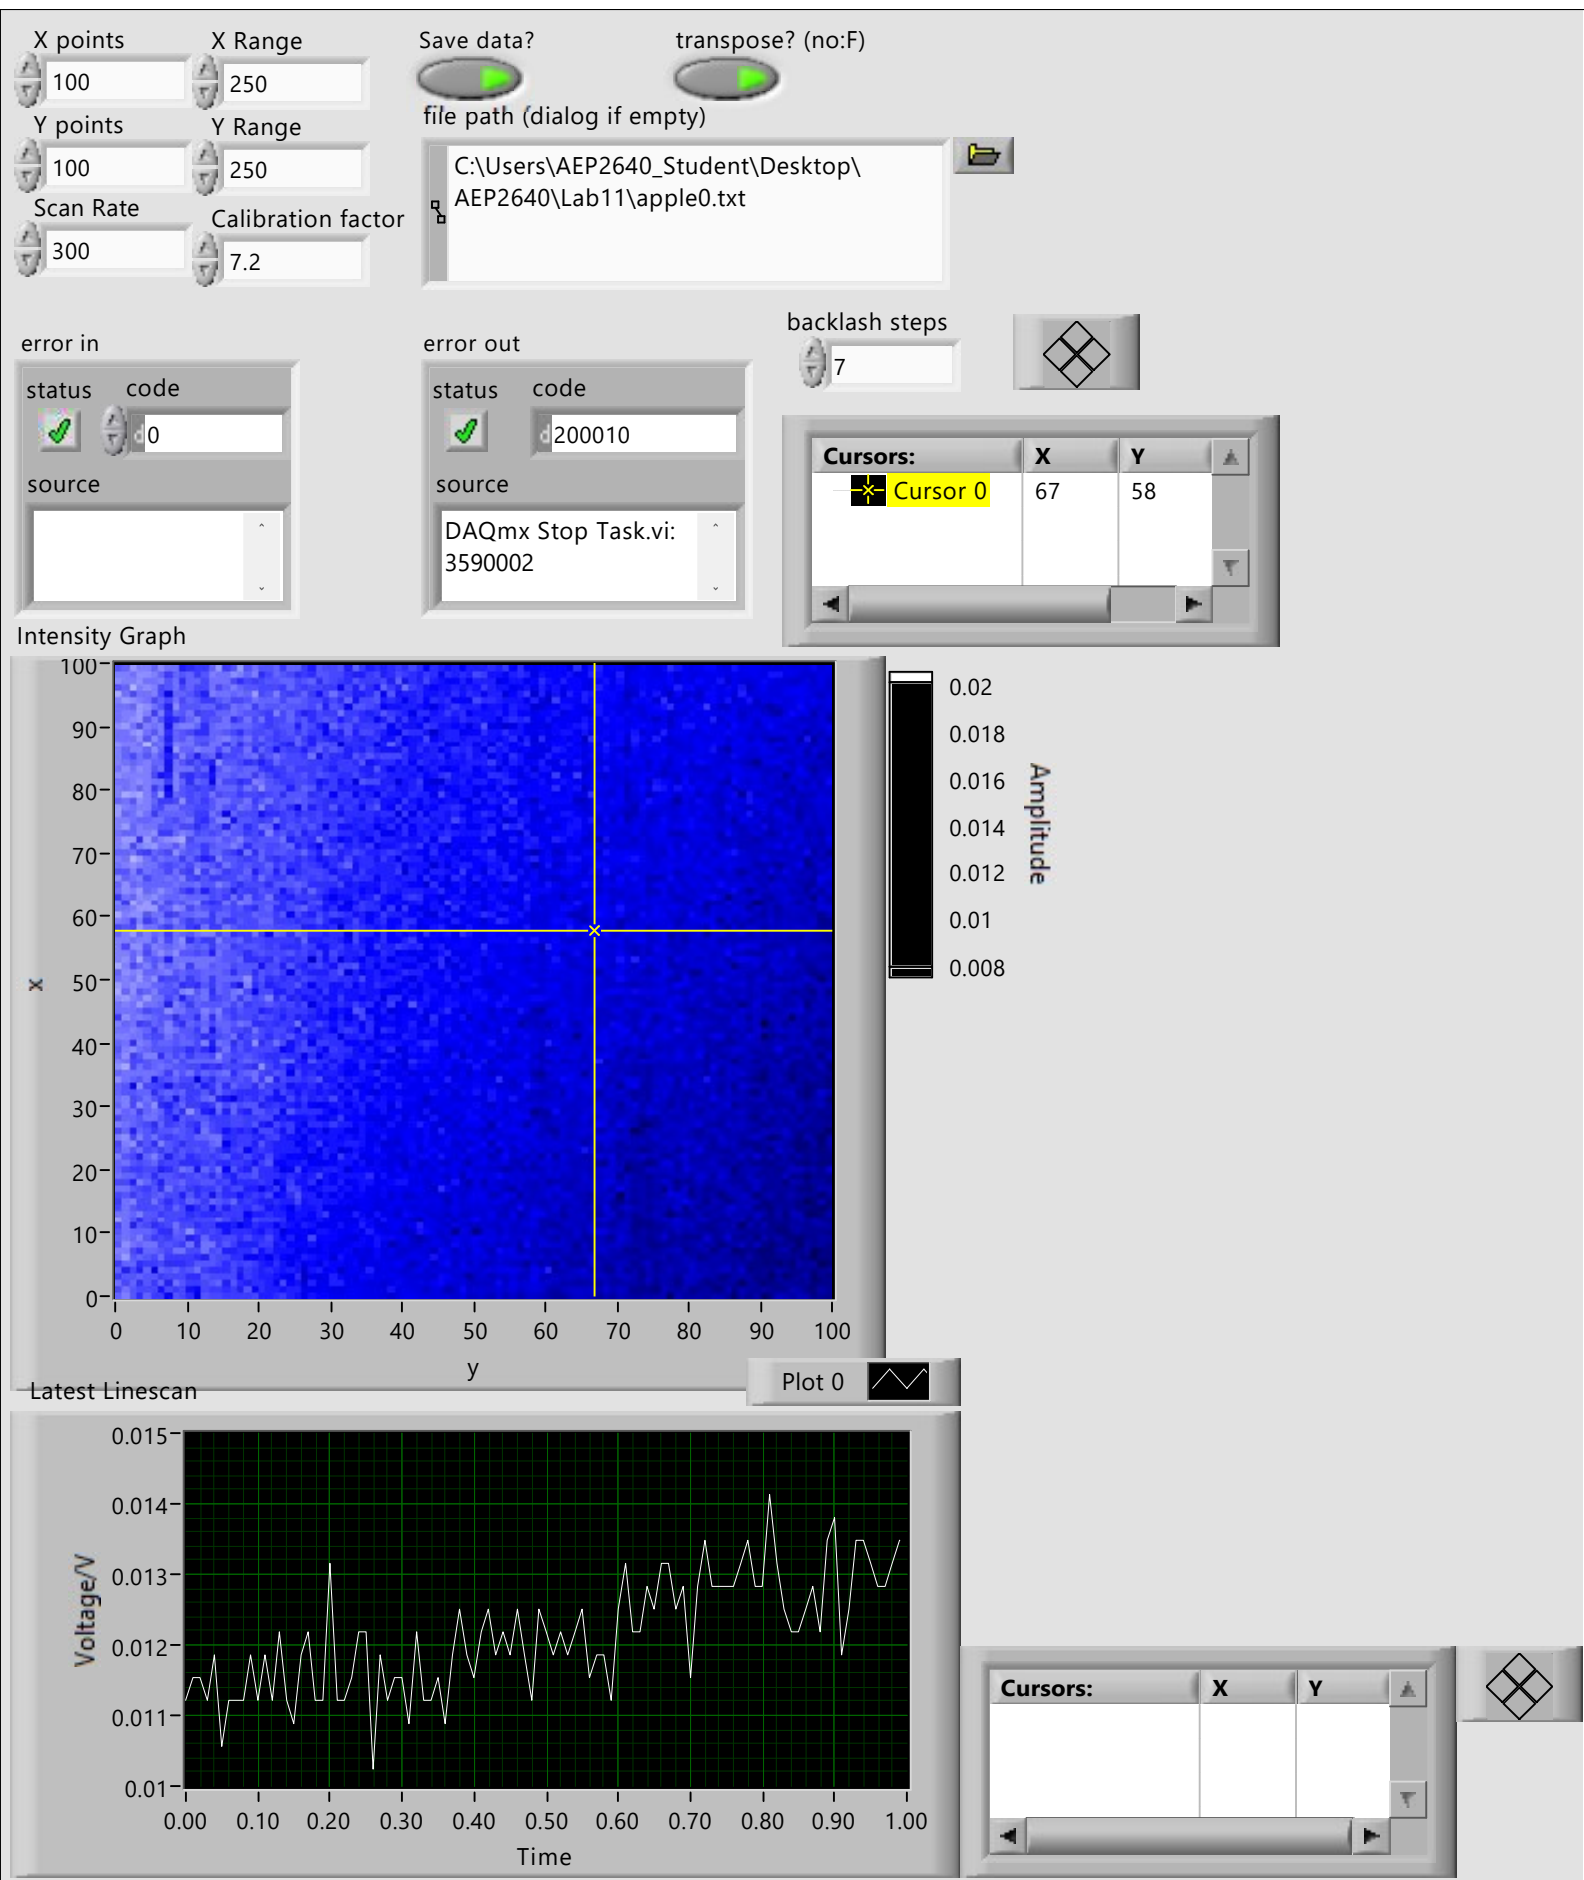 X points
X Range
Save data?
transpose? (no:F)
100
250
file path (dialog if empty)
Y points
Y Range
C:\Users\AEP2640_Student\Desktop\
AEP2640\Lab11\apple0.txt
100
250
Scan Rate
Calibration factor
300
7.2
backlash steps
7
error in
status
code
d0
source
error out
status
code
d200010
source
DAQmx Stop Task.vi:
3590002
Cursors:
X
Y
Cursor 0
67
58
Intensity Graph
100
90
80
70
60
50
40
30
20
10
0
x
0
10
20
30
40
50
60
70
80
90
100
y
0.02
0.018
0.016
0.014
0.012
0.01
0.008
Amplitude
Plot 0
Latest Linescan
0.015
0.014
0.013
0.012
0.011
0.01
Voltage/V
0.00
0.10
0.20
0.30
0.40
0.50
0.60
0.70
0.80
0.90
1.00
Time
Cursors:
X
Y